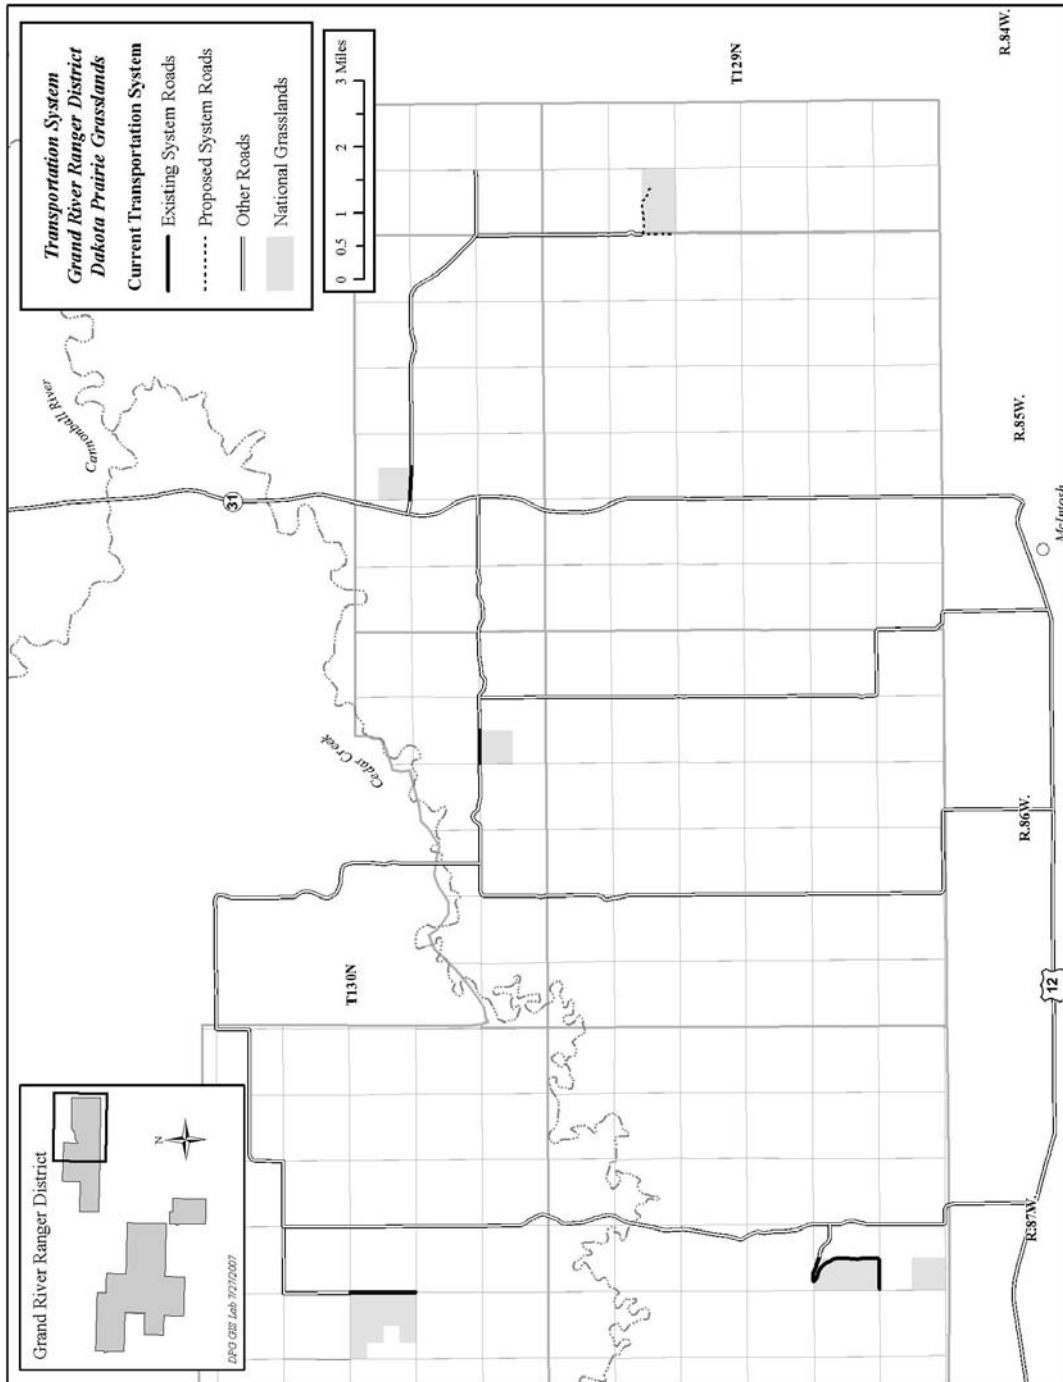 Transportation System
Grand River Ranger District
Dakota Prairie Grasslands
Current Transportation System
Existing System Roads
Proposed System Roads
Other Roads
National Grasslands
0 0.5 1 2 3 Miles
Cannonball River
31
Cedar Creek
T130N
T129N
R.84W.
R.85W.
R.86W.
R.87W.
McIntosh
12
Grand River Ranger District
N
DPG GIS Lab 7/27/2007